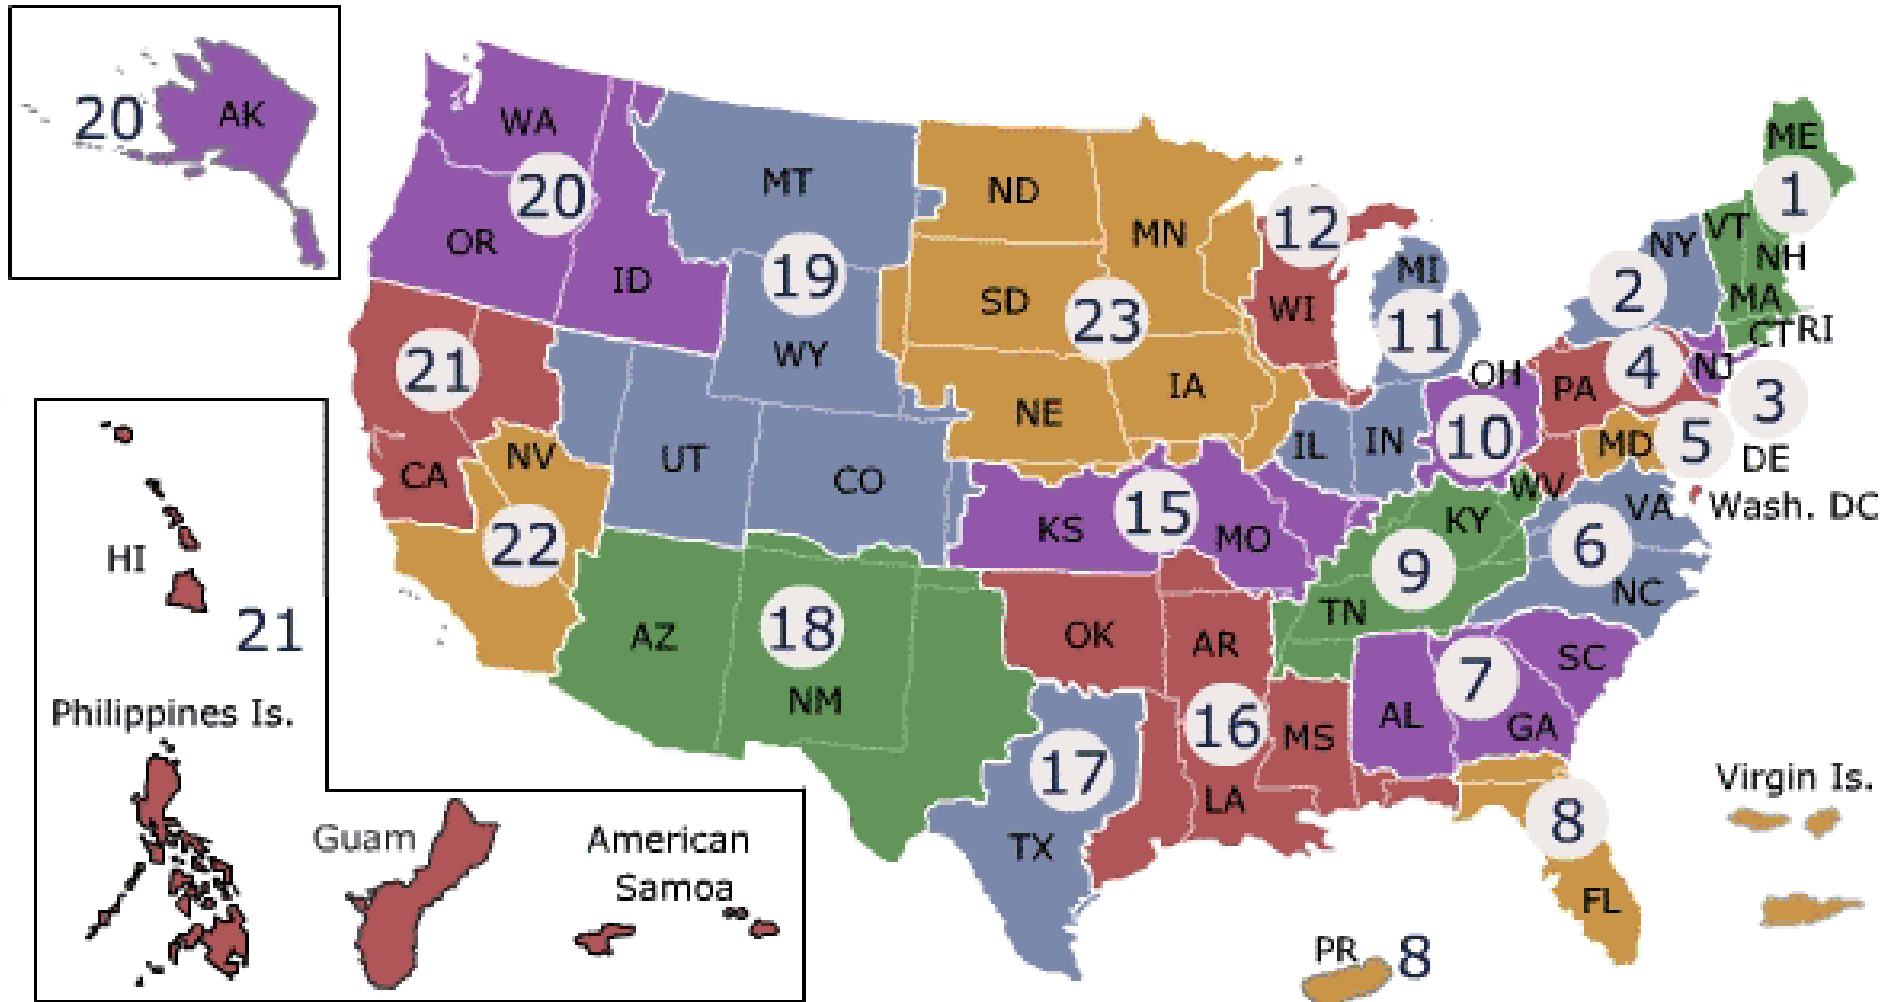 20
AK
WA
20
OR
ID
MT
19
WY
ND
MN
SD
23
NE
IA
12
WI
MI
11
ME
1
VT
NY
NH
2
MA
CT
RI
4
NJ
3
OH
PA
10
MD
5
DE
IL
IN
WV
VA
Wash. DC
21
CA
NV
22
UT
CO
KS
15
MO
KY
9
TN
6
NC
HI
21
AZ
18
NM
OK
AR
16
MS
LA
AL
7
GA
SC
17
TX
8
FL
Philippines Is.
Guam
American
Samoa
Virgin Is.
PR
8